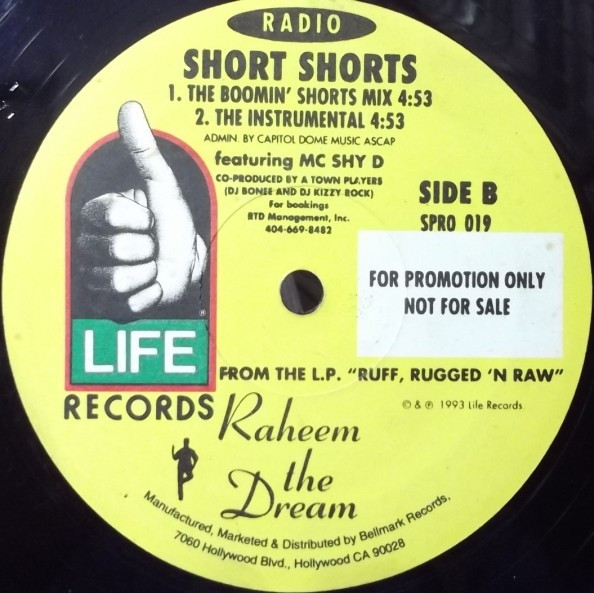 RADIO
SHORT SHORTS
1. THE BOOMIN' SHORTS MIX 4:53
2. THE INSTRUMENTAL 4:53
ADMIN. BY CAPITOL DOME MUSIC ASCAP
featuring MC SHY D
CO-PRODUCED BY A TOWN PLAYERS
(DJ BONEE AND DJ KIZZY ROCK)
For bookings
RTD Management, Inc.
404-669-8482
SIDE B
SPRO 019
FOR PROMOTION ONLY
NOT FOR SALE
®
LIFE
RECORDS
FROM THE L.P. "RUFF, RUGGED 'N RAW"
© & ℗ 1993 Life Records.
Raheem
the
Dream
Manufactured, Marketed & Distributed by Bellmark Records,
7060 Hollywood Blvd., Hollywood CA 90028